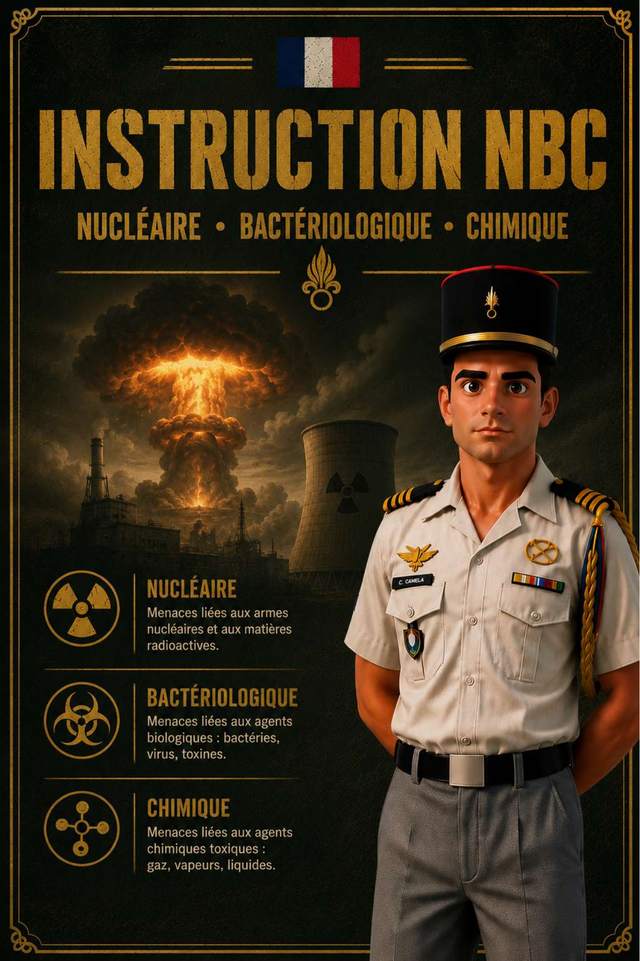 INSTRUCTION NBC
NUCLÉAIRE • BACTÉRIOLOGIQUE • CHIMIQUE
C. CAMELA
NUCLÉAIRE
Menaces liées aux armes
nucléaires et aux matières
radioactives.
BACTÉRIOLOGIQUE
Menaces liées aux agents
biologiques : bactéries,
virus, toxines.
CHIMIQUE
Menaces liées aux agents
chimiques toxiques :
gaz, vapeurs, liquides.